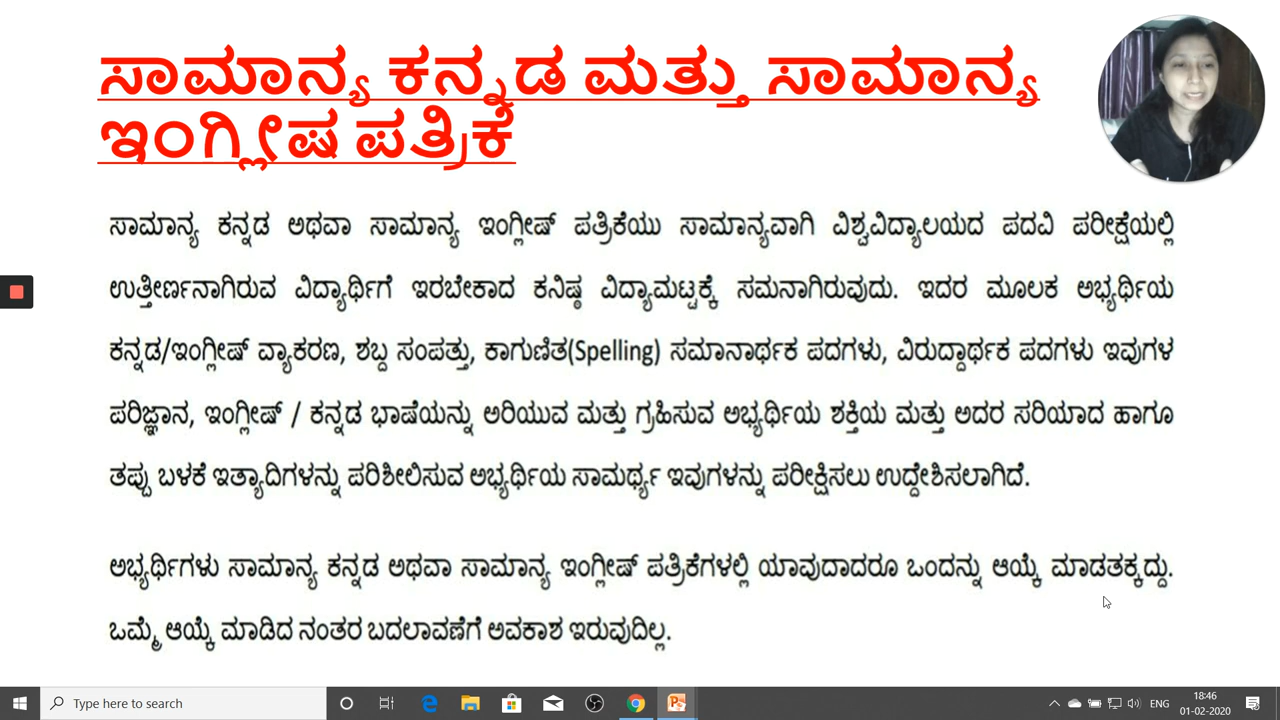 ಸಾಮಾನ್ಯ ಕನ್ನಡ ಮತ್ತು ಸಾಮಾನ್ಯ
ಇಂಗ್ಲೀಷ ಪತ್ರಿಕೆ
ಸಾಮಾನ್ಯ ಕನ್ನಡ ಅಥವಾ ಸಾಮಾನ್ಯ ಇಂಗ್ಲೀಷ್ ಪತ್ರಿಕೆಯು ಸಾಮಾನ್ಯವಾಗಿ ವಿಶ್ವವಿದ್ಯಾಲಯದ ಪದವಿ ಪರೀಕ್ಷೆಯಲ್ಲಿ
ಉತ್ತೀರ್ಣನಾಗಿರುವ ವಿದ್ಯಾರ್ಥಿಗೆ ಇರಬೇಕಾದ ಕನಿಷ್ಠ ವಿದ್ಯಾಮಟ್ಟಕ್ಕೆ ಸಮನಾಗಿರುವುದು. ಇದರ ಮೂಲಕ ಅಭ್ಯರ್ಥಿಯ
ಕನ್ನಡ/ಇಂಗ್ಲೀಷ್ ವ್ಯಾಕರಣ, ಶಬ್ದ ಸಂಪತ್ತು, ಕಾಗುಣಿತ(Spelling) ಸಮಾನಾರ್ಥಕ ಪದಗಳು, ವಿರುದ್ಧಾರ್ಥಕ ಪದಗಳು ಇವುಗಳ
ಪರಿಜ್ಞಾನ, ಇಂಗ್ಲೀಷ್ / ಕನ್ನಡ ಭಾಷೆಯನ್ನು ಅರಿಯುವ ಮತ್ತು ಗ್ರಹಿಸುವ ಅಭ್ಯರ್ಥಿಯ ಶಕ್ತಿಯ ಮತ್ತು ಅದರ ಸರಿಯಾದ ಹಾಗೂ
ತಪ್ಪು ಬಳಕೆ ಇತ್ಯಾದಿಗಳನ್ನು ಪರಿಶೀಲಿಸುವ ಅಭ್ಯರ್ಥಿಯ ಸಾಮರ್ಥ್ಯ ಇವುಗಳನ್ನು ಪರೀಕ್ಷಿಸಲು ಉದ್ದೇಶಿಸಲಾಗಿದೆ.
ಅಭ್ಯರ್ಥಿಗಳು ಸಾಮಾನ್ಯ ಕನ್ನಡ ಅಥವಾ ಸಾಮಾನ್ಯ ಇಂಗ್ಲೀಷ್ ಪತ್ರಿಕೆಗಳಲ್ಲಿ ಯಾವುದಾದರೂ ಒಂದನ್ನು ಆಯ್ಕೆ ಮಾಡತಕ್ಕದ್ದು.
ಒಮ್ಮೆ ಆಯ್ಕೆ ಮಾಡಿದ ನಂತರ ಬದಲಾವಣೆಗೆ ಅವಕಾಶ ಇರುವುದಿಲ್ಲ.
Type here to search
ENG
18:46
01-02-2020